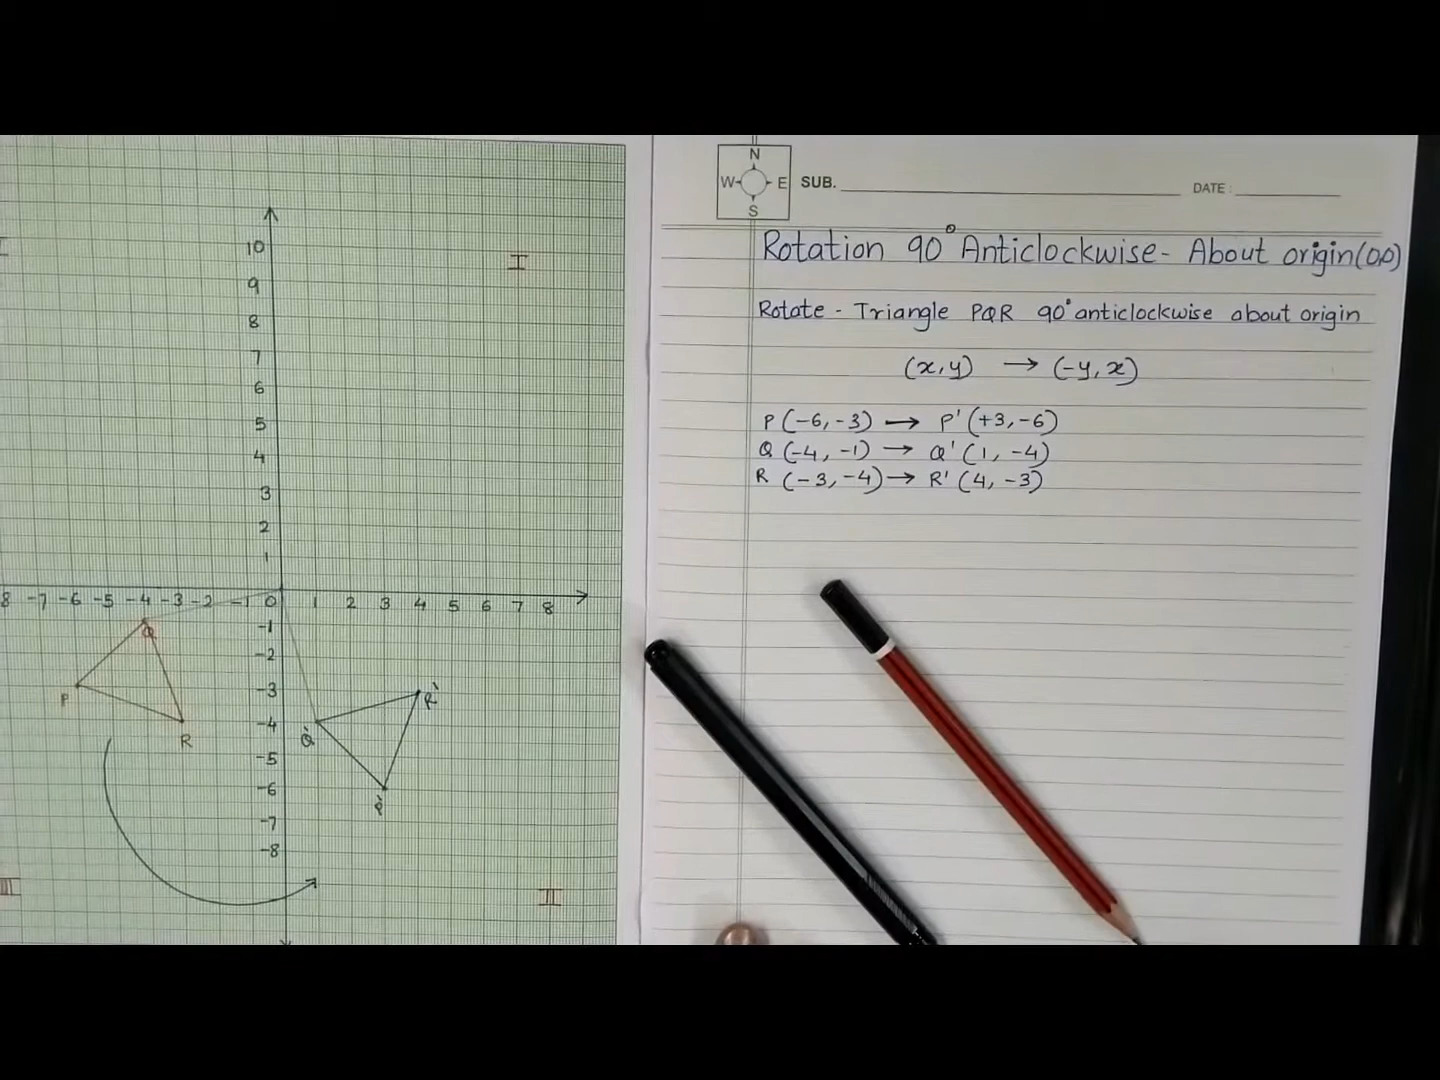 I
I
10
9
8
7
6
5
4
3
2
1
8 -7 -6 -5 -4 -3 -2 -1 0 1 2 3 4 5 6 7 8
-1
-2
-3
-4
-5
-6
-7
-8
Q
P
R
R'
Q'
P'
III
II
N
W E
S
SUB. DATE :
Rotation 90° Anticlockwise - About origin (0,0)
Rotate - Triangle PQR 90° anticlockwise about origin
(x,y) → (-y, x)
P (-6, -3) → P' (+3, -6)
Q (-4, -1) → Q' (1, -4)
R (-3, -4) → R' (4, -3)